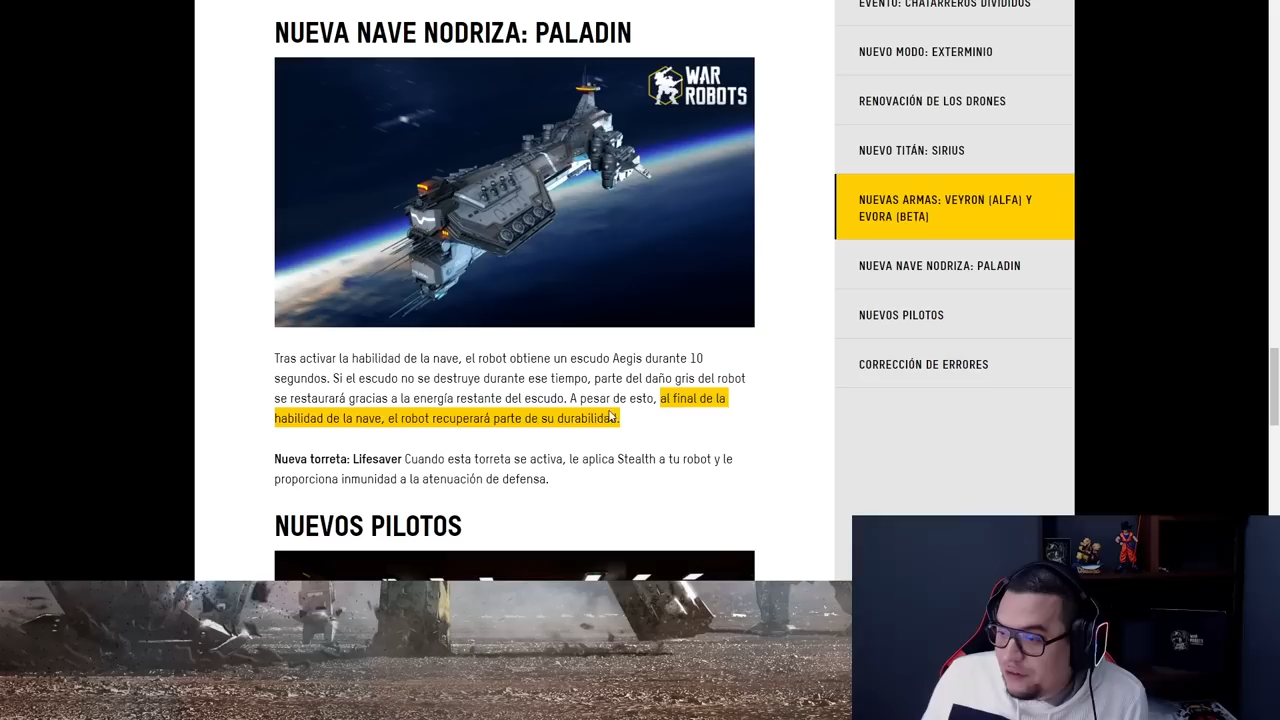 NUEVA NAVE NODRIZA: PALADIN
WAR
ROBOTS
Tras activar la habilidad de la nave, el robot obtiene un escudo Aegis durante 10
segundos. Si el escudo no se destruye durante ese tiempo, parte del daño gris del robot
se restaurará gracias a la energía restante del escudo. A pesar de esto, al final de la
habilidad de la nave, el robot recuperará parte de su durabilidad.
Nueva torreta: Lifesaver Cuando esta torreta se activa, le aplica Stealth a tu robot y le
proporciona inmunidad a la atenuación de defensa.
NUEVOS PILOTOS
EVENTO: CHATARREROS DIVIDIDOS
NUEVO MODO: EXTERMINIO
RENOVACIÓN DE LOS DRONES
NUEVO TITÁN: SIRIUS
NUEVAS ARMAS: VEYRON (ALFA) Y
EVORA (BETA)
NUEVA NAVE NODRIZA: PALADIN
NUEVOS PILOTOS
CORRECCIÓN DE ERRORES
WAR
ROBOTS